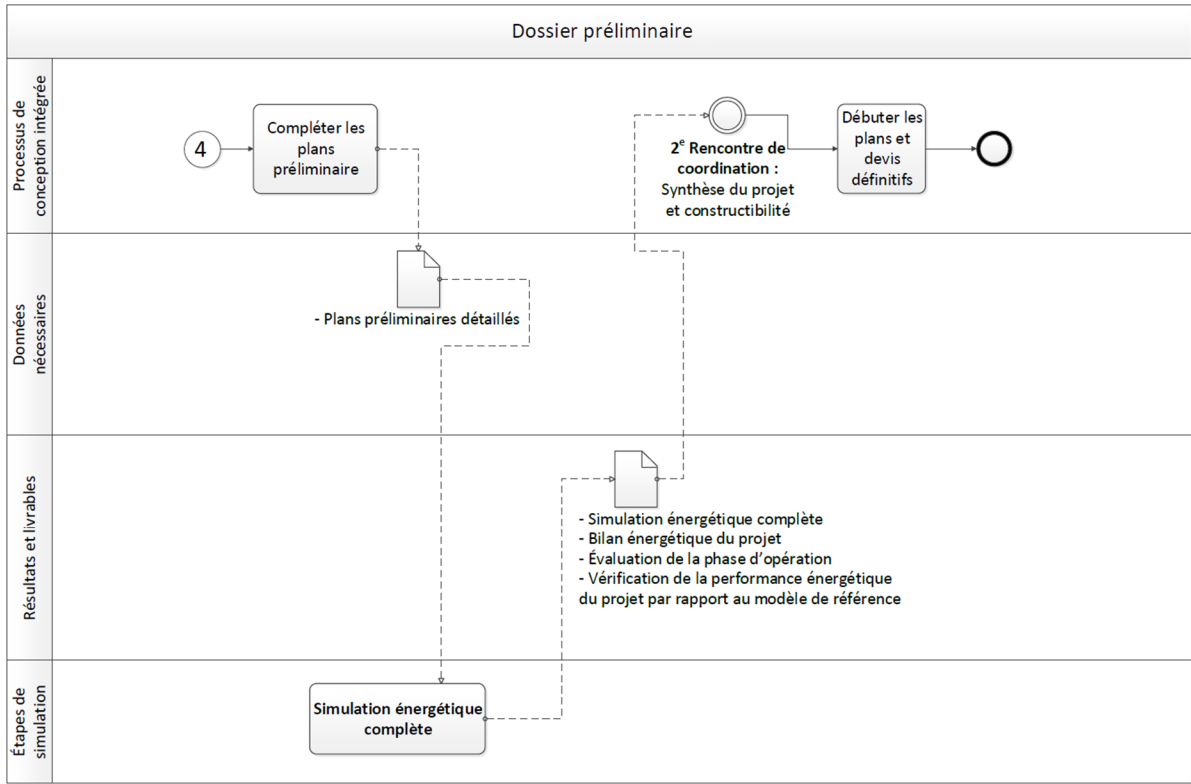 Dossier préliminaire
Processus de
conception intégrée
4
Compléter les
plans
préliminaire
2e Rencontre de
coordination :
Synthèse du projet
et constructibilité
Débuter les
plans et
devis
définitifs
Données
nécessaires
- Plans préliminaires détaillés
Résultats et livrables
- Simulation énergétique complète
- Bilan énergétique du projet
- Évaluation de la phase d’opération
- Vérification de la performance énergétique
du projet par rapport au modèle de référence
Étapes de
simulation
Simulation énergétique
complète